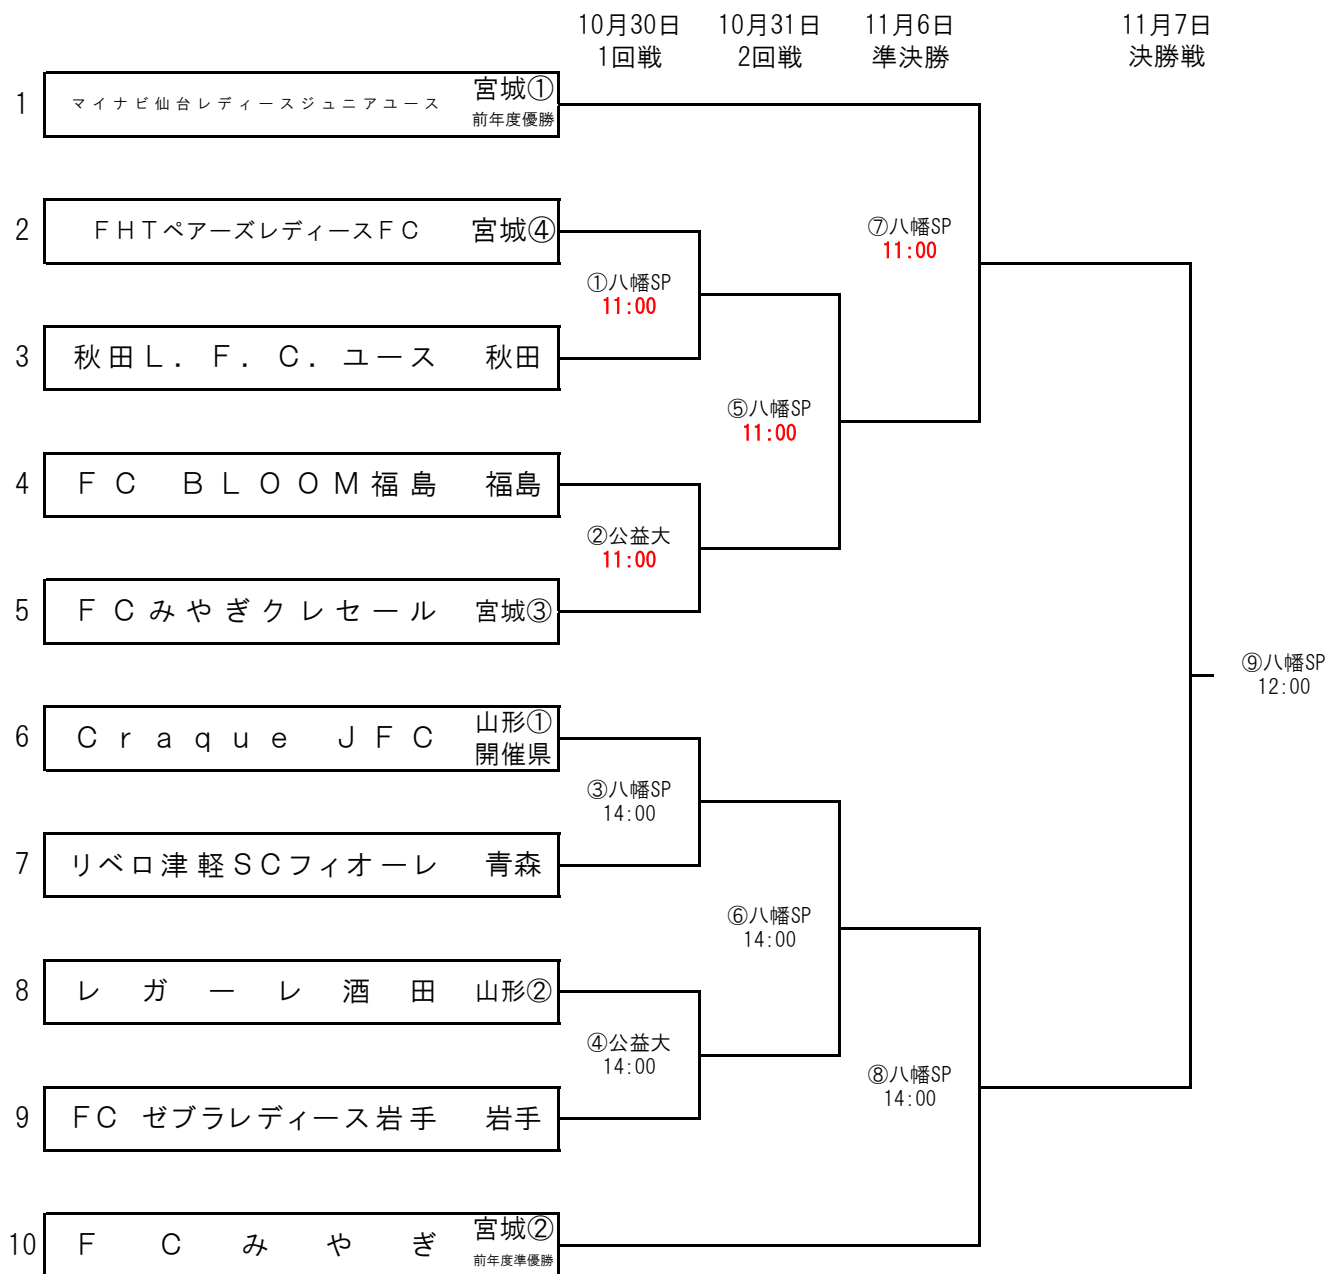 10月30日 10月31日 11月6日 11月7日
1回戦 2回戦 準決勝 決勝戦
1 マイナビ仙台レディースジュニアユース 宮城①
前年度優勝
2 ＦＨＴペアーズレディースＦＣ 宮城④
⑦八幡SP
11:00
①八幡SP
11:00
3 秋田Ｌ．Ｆ．Ｃ．ユース 秋田
⑤八幡SP
11:00
4 ＦＣ ＢＬＯＯＭ福島 福島
②公益大
11:00
5 ＦＣみやぎクレセール 宮城③
⑨八幡SP
12:00
6 Ｃｒａｑｕｅ ＪＦＣ 山形①
開催県
③八幡SP
14:00
7 リベロ津軽ＳＣフィオーレ 青森
⑥八幡SP
14:00
8 レガーレ酒田 山形②
④公益大
14:00
⑧八幡SP
14:00
9 ＦＣ ゼブラレディース岩手 岩手
10 ＦＣみやぎ 宮城②
前年度準優勝